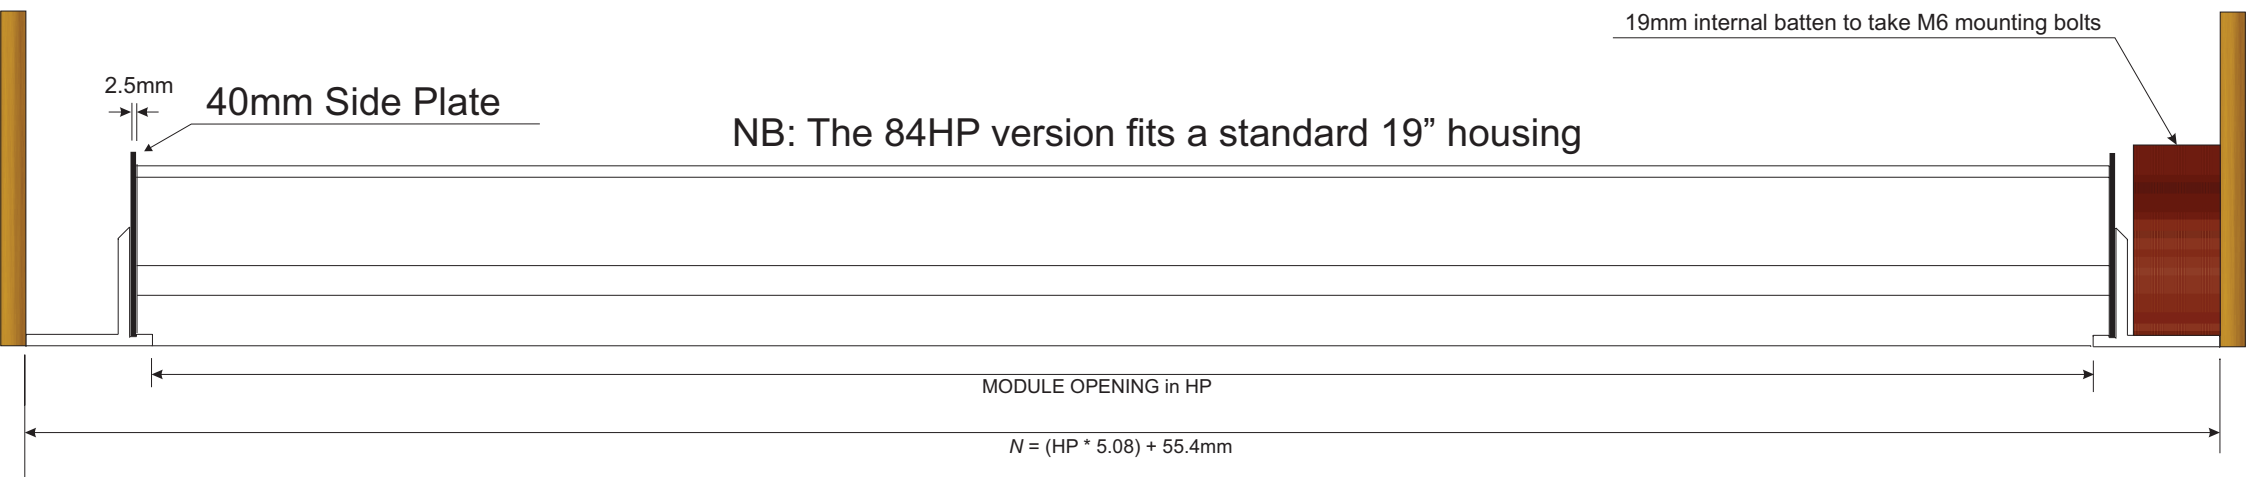 19mm internal batten to take M6 mounting bolts
2.5mm
40mm Side Plate
NB: The 84HP version fits a standard 19” housing
MODULE OPENING in HP
N = (HP * 5.08) + 55.4mm